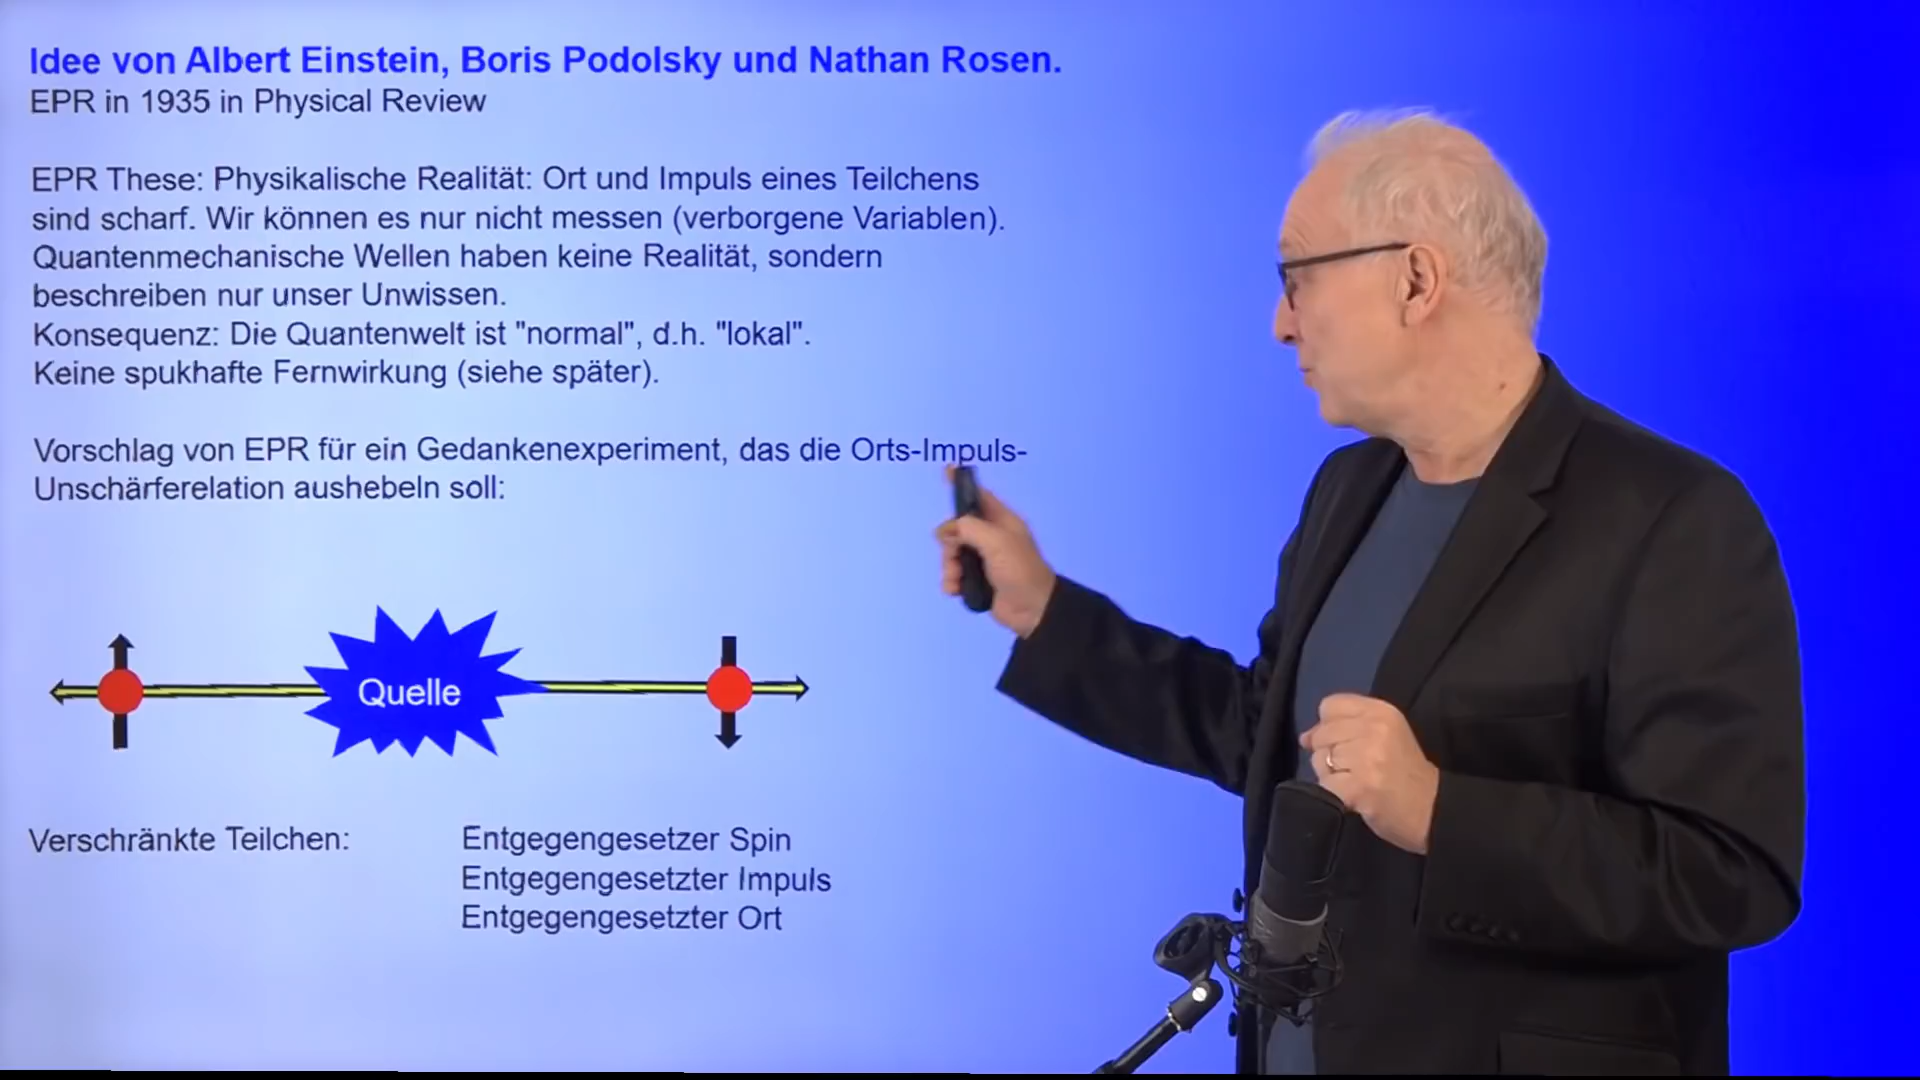 Idee von Albert Einstein, Boris Podolsky und Nathan Rosen.
EPR in 1935 in Physical Review
EPR These: Physikalische Realität: Ort und Impuls eines Teilchens
sind scharf. Wir können es nur nicht messen (verborgene Variablen).
Quantenmechanische Wellen haben keine Realität, sondern
beschreiben nur unser Unwissen.
Konsequenz: Die Quantenwelt ist "normal", d.h. "lokal".
Keine spukhafte Fernwirkung (siehe später).
Vorschlag von EPR für ein Gedankenexperiment, das die Orts-Impuls-
Unschärferelation aushebeln soll:
Quelle
Verschränkte Teilchen:
Entgegengesetzer Spin
Entgegengesetzter Impuls
Entgegengesetzter Ort